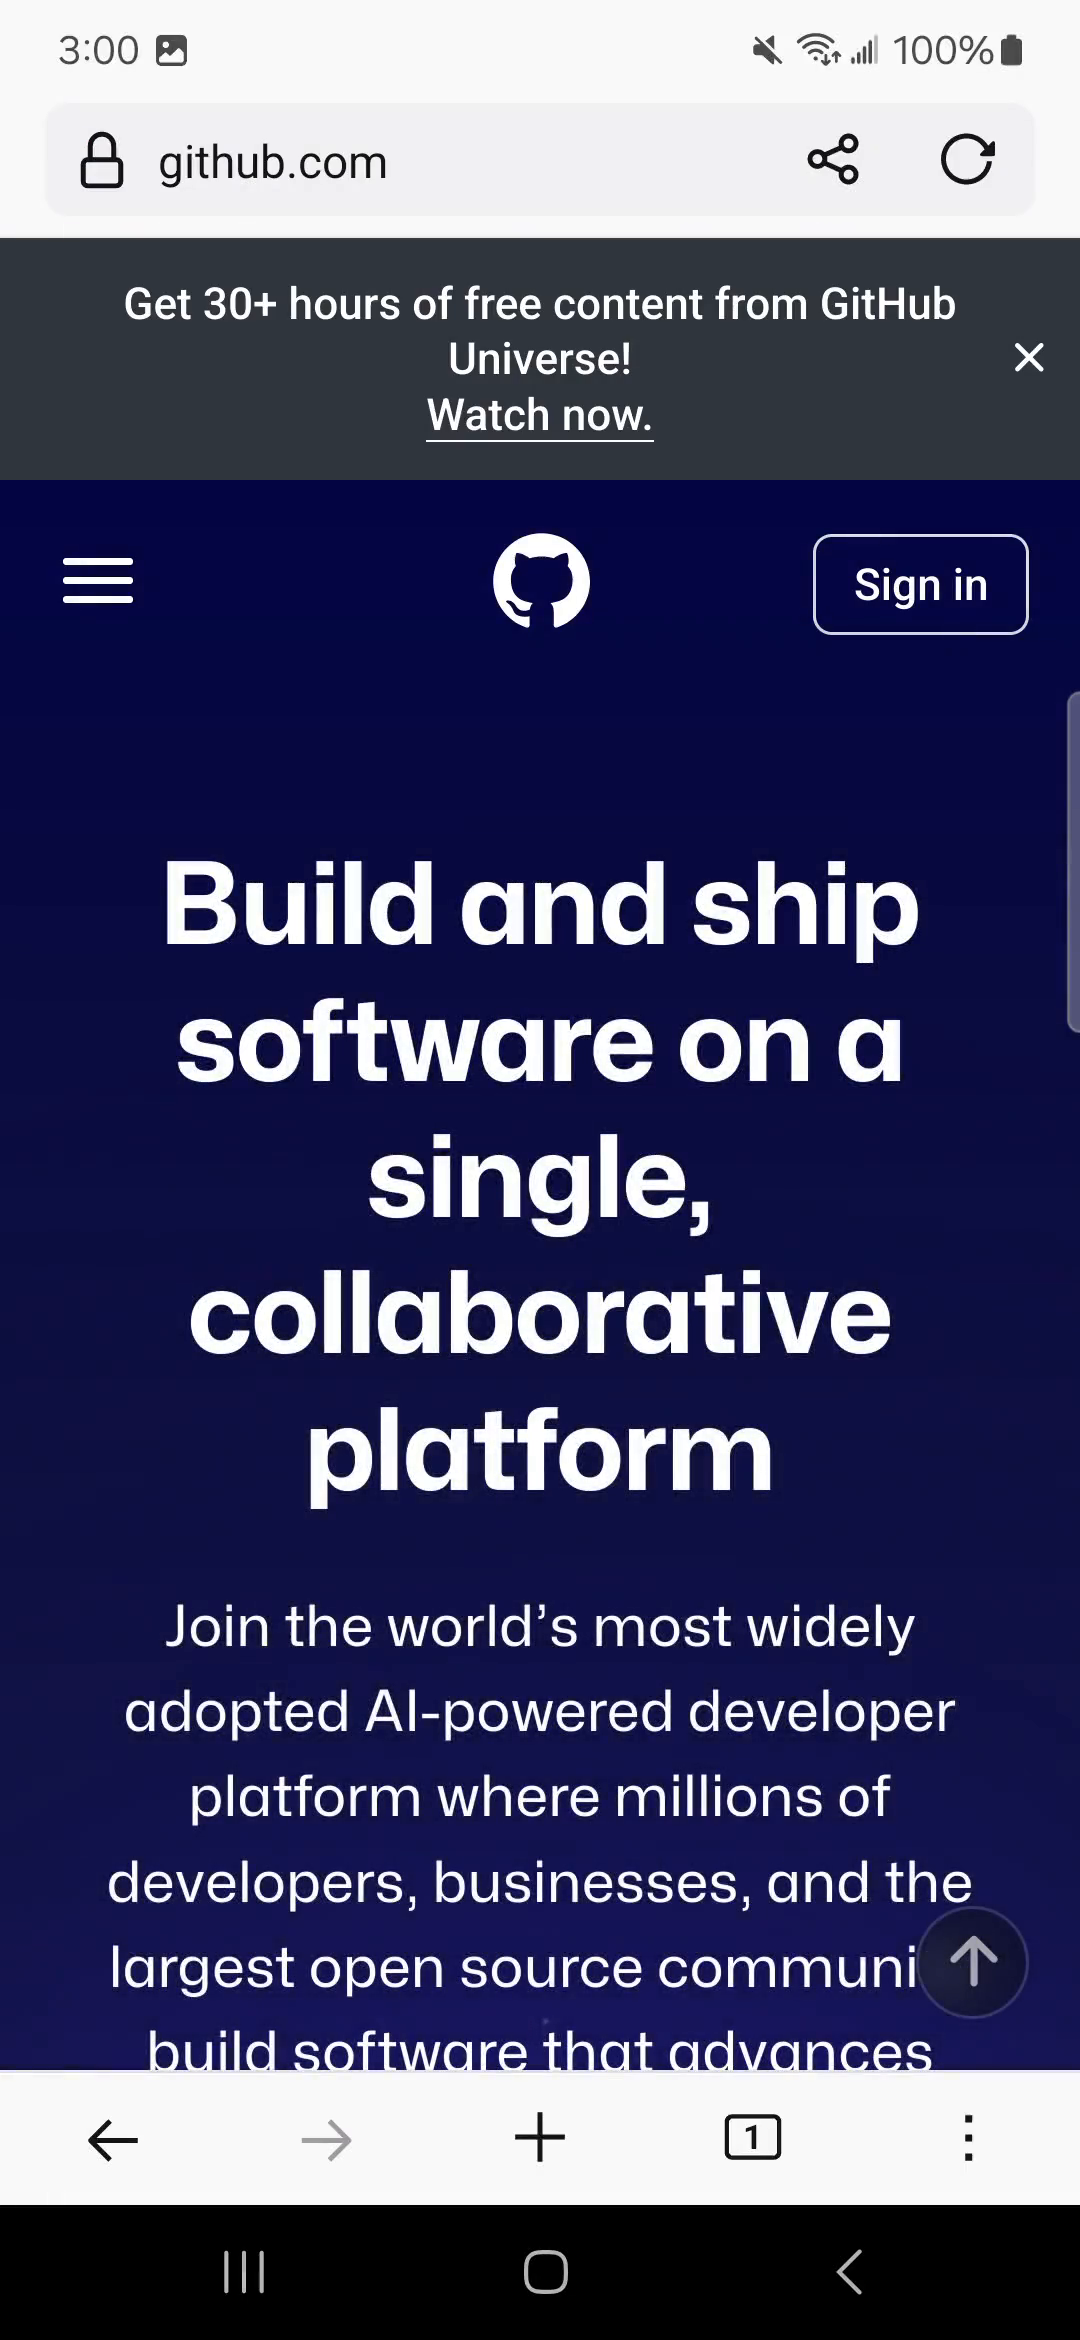 3:00
100%
github.com
Get 30+ hours of free content from GitHub
Universe!
Watch now.
Sign in
Build and ship
software on a
single,
collaborative
platform
Join the world’s most widely
adopted AI-powered developer
platform where millions of
developers, businesses, and the
largest open source communi
build software that advances
1